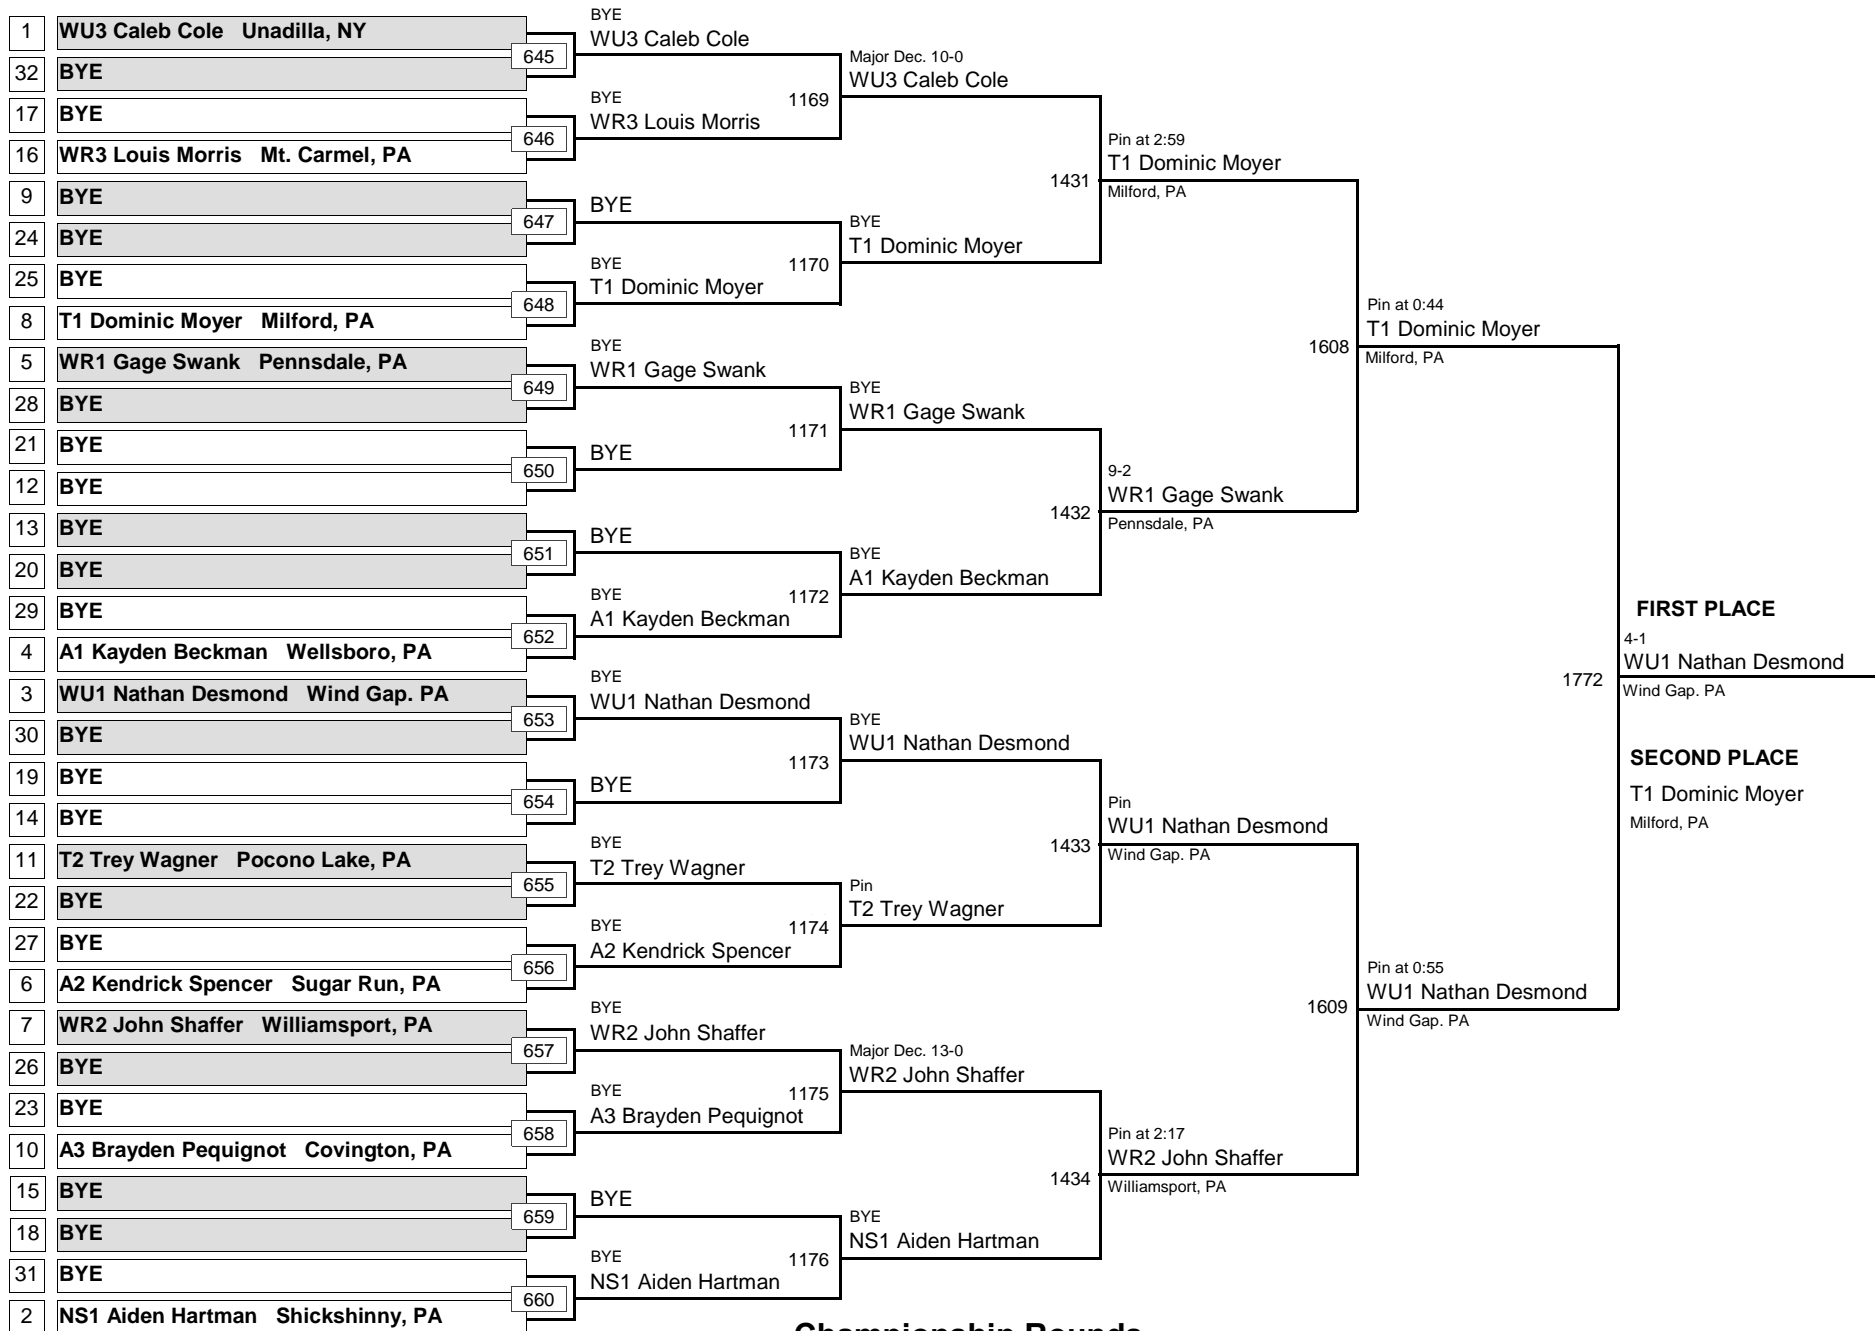 1 WU3 Caleb Cole Unadilla, NY
32 BYE
17 BYE
16 WR3 Louis Morris Mt. Carmel, PA
9 BYE
24 BYE
25 BYE
8 T1 Dominic Moyer Milford, PA
5 WR1 Gage Swank Pennsdale, PA
28 BYE
21 BYE
12 BYE
13 BYE
20 BYE
29 BYE
4 A1 Kayden Beckman Wellsboro, PA
3 WU1 Nathan Desmond Wind Gap. PA
30 BYE
19 BYE
14 BYE
11 T2 Trey Wagner Pocono Lake, PA
22 BYE
27 BYE
6 A2 Kendrick Spencer Sugar Run, PA
7 WR2 John Shaffer Williamsport, PA
26 BYE
23 BYE
10 A3 Brayden Pequignot Covington, PA
15 BYE
18 BYE
31 BYE
2 NS1 Aiden Hartman Shickshinny, PA
645
646
647
648
649
650
651
652
653
654
655
656
657
658
659
660
BYE
WU3 Caleb Cole
BYE
WR3 Louis Morris
BYE
BYE
T1 Dominic Moyer
BYE
WR1 Gage Swank
BYE
BYE
BYE
A1 Kayden Beckman
BYE
WU1 Nathan Desmond
BYE
BYE
T2 Trey Wagner
BYE
A2 Kendrick Spencer
BYE
WR2 John Shaffer
BYE
A3 Brayden Pequignot
BYE
BYE
NS1 Aiden Hartman
1169
1170
1171
1172
1173
1174
1175
1176
Major Dec. 10-0
WU3 Caleb Cole
BYE
T1 Dominic Moyer
BYE
WR1 Gage Swank
BYE
A1 Kayden Beckman
BYE
WU1 Nathan Desmond
Pin
T2 Trey Wagner
Major Dec. 13-0
WR2 John Shaffer
BYE
NS1 Aiden Hartman
1431
1432
1433
1434
Pin at 2:59
T1 Dominic Moyer
Milford, PA
9-2
WR1 Gage Swank
Pennsdale, PA
Pin
WU1 Nathan Desmond
Wind Gap. PA
Pin at 2:17
WR2 John Shaffer
Williamsport, PA
1608
1609
Pin at 0:44
T1 Dominic Moyer
Milford, PA
Pin at 0:55
WU1 Nathan Desmond
Wind Gap. PA
1772
FIRST PLACE
4-1
WU1 Nathan Desmond
Wind Gap. PA
SECOND PLACE
T1 Dominic Moyer
Milford, PA
Championship Rounds